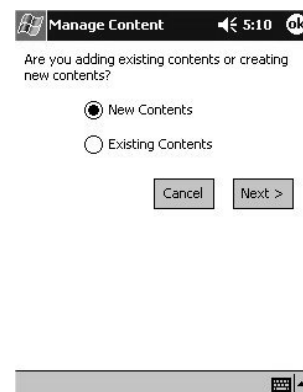 Manage Content 5:10 ok
Are you adding existing contents or creating
new contents?
New Contents
Existing Contents
Cancel Next >